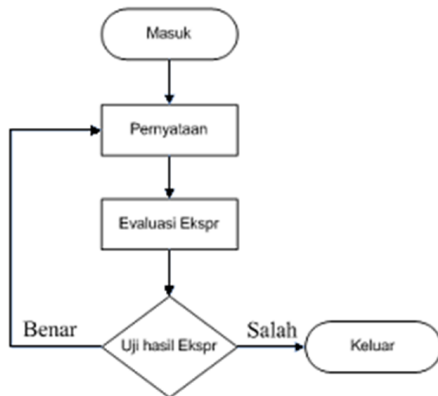 Masuk
Pernyataan
Evaluasi Ekspr
Benar
Uji hasil Ekspr
Salah
Keluar